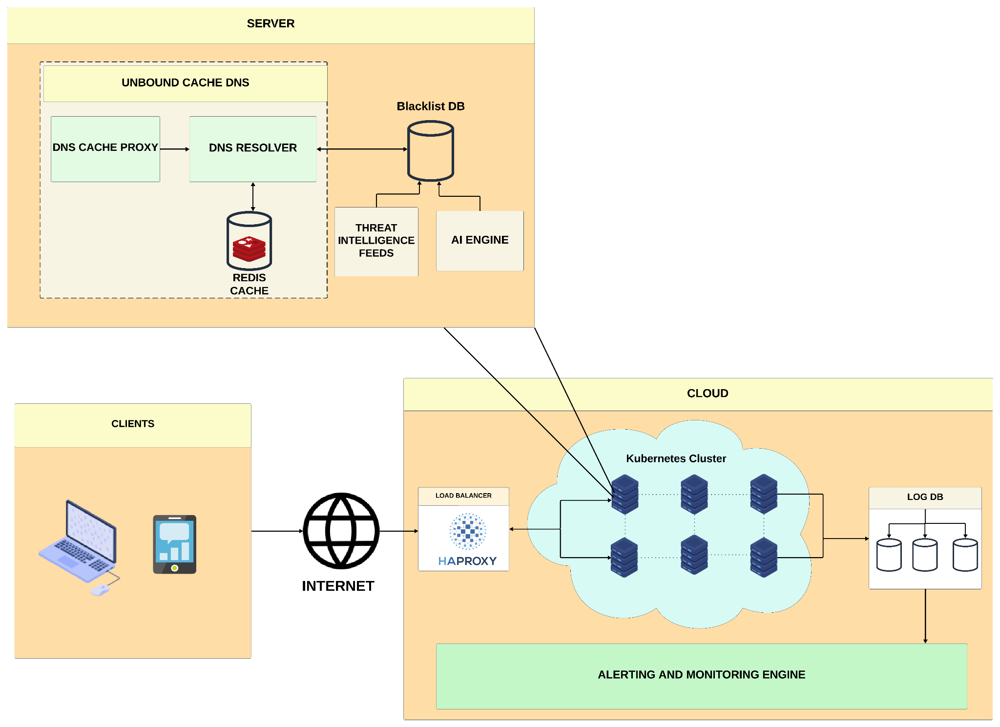 SERVER
UNBOUND CACHE DNS
DNS CACHE PROXY
DNS RESOLVER
Blacklist DB
REDIS
CACHE
THREAT
INTELLIGENCE
FEEDS
AI ENGINE
CLIENTS
INTERNET
CLOUD
LOAD BALANCER
HAPROXY
Kubernetes Cluster
LOG DB
ALERTING AND MONITORING ENGINE